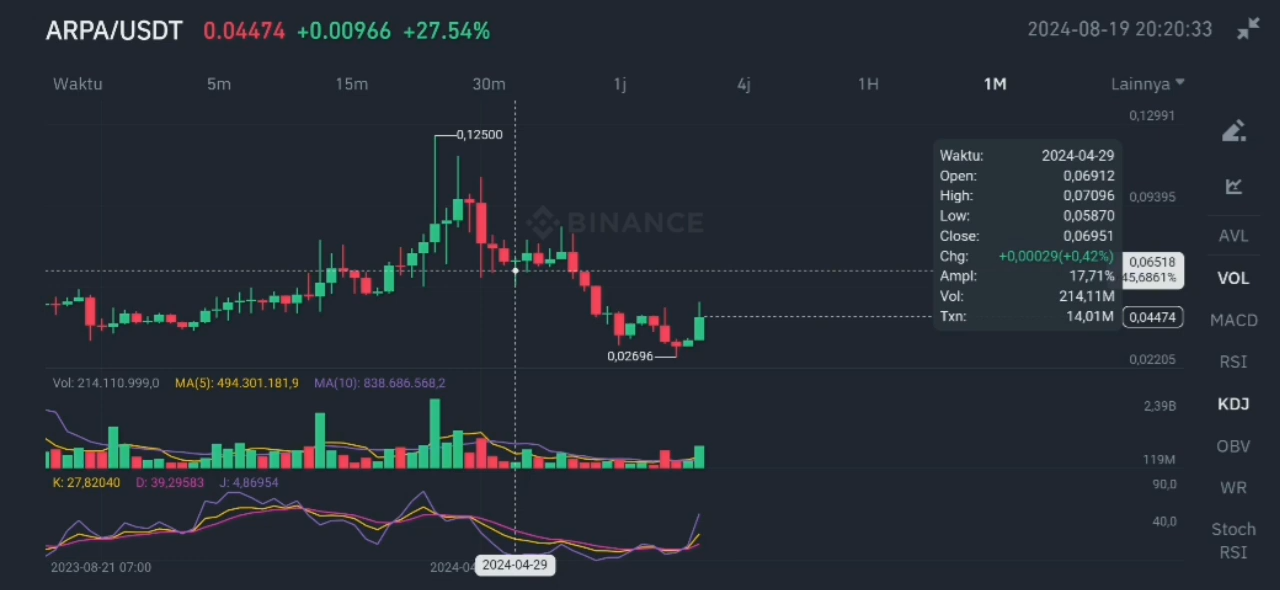 ARPA/USDT 0.04474 +0.00966 +27.54% 2024-08-19 20:20:33
Waktu 5m 15m 30m 1j 4j 1H 1M Lainnya
0,12991
0,12500
BINANCE
Waktu: 2024-04-29
Open: 0,06912
High: 0,07096
Low: 0,05870
Close: 0,06951
Chg: +0,00029(+0,42%)
Ampl: 17,71%
Vol: 214,11M
Txn: 14,01M
0,09395
0,06518
45,6861%
0,04474
0,02696
0,02205
AVL
VOL
MACD
RSI
KDJ
OBV
WR
Stoch
RSI
Vol: 214.110.999,0 MA(5): 494.301.181,9 MA(10): 838.686.568,2
2,39B
119M
K: 27,82040 D: 39,29583 J: 4,86954
90,0
40,0
2023-08-21 07:00 2024-04 2024-04-29